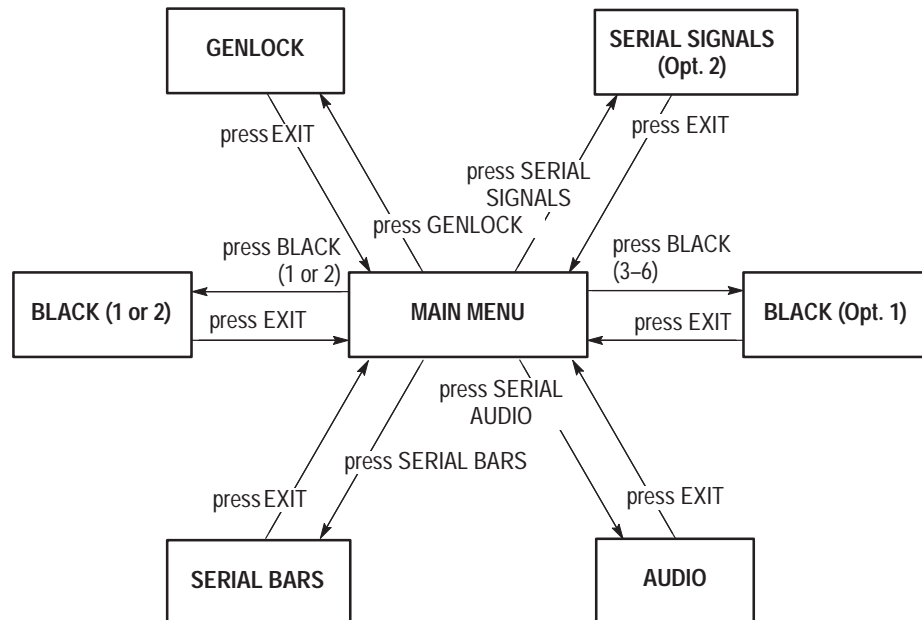 GENLOCK
SERIAL SIGNALS
(Opt. 2)
press EXIT
press EXIT
press SERIAL
SIGNALS
press GENLOCK
press BLACK
(1 or 2)
press BLACK
(3–6)
BLACK (1 or 2)
MAIN MENU
BLACK (Opt. 1)
press EXIT
press EXIT
press SERIAL
AUDIO
press SERIAL BARS
press EXIT
press EXIT
SERIAL BARS
AUDIO